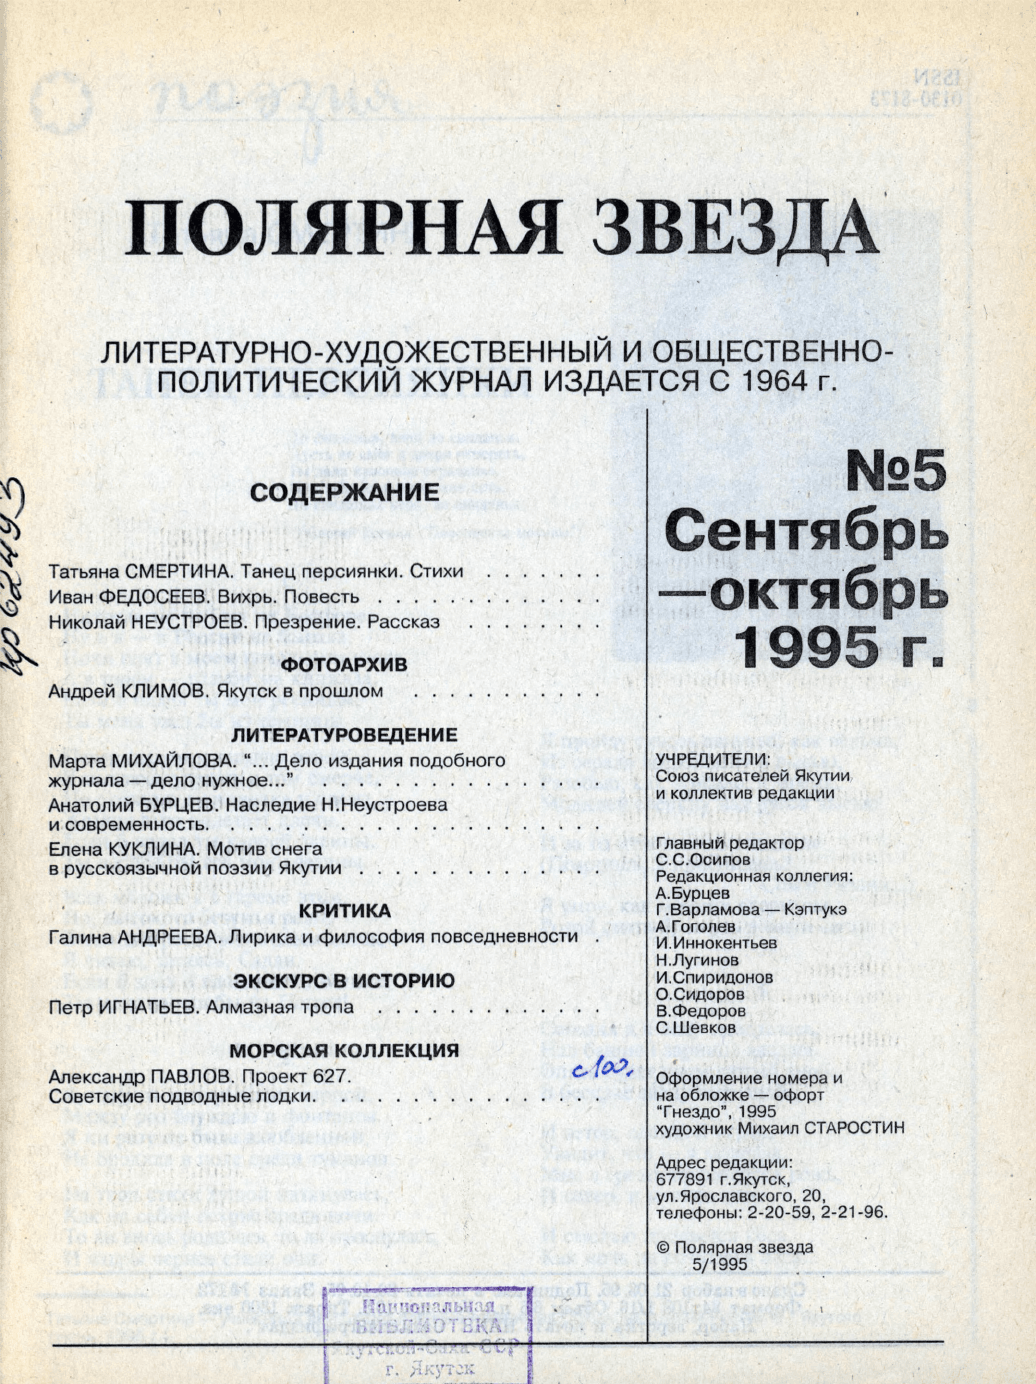 ПОЛЯРНАЯ ЗВЕЗДА
ЛИТЕРАТУРНО-ХУДОЖЕСТВЕННЫЙ И ОБЩЕСТВЕННО-
ПОЛИТИЧЕСКИЙ ЖУРНАЛ ИЗДАЕТСЯ С 1964 г.
СОДЕРЖАНИЕ
Татьяна СМЕРТИНА. Танец персиянки. Стихи . . . . . . .
Иван ФЕДОСЕЕВ. Вихрь. Повесть . . . . . . . . . . . . .
Николай НЕУСТРОЕВ. Презрение. Рассказ . . . . . . . .
ФОТОАРХИВ
Андрей КЛИМОВ. Якутск в прошлом . . . . . . . . . . .
ЛИТЕРАТУРОВЕДЕНИЕ
Марта МИХАЙЛОВА. “... Дело издания подобного
журнала — дело нужное...” . . . . . . . . . . . . . . . .
Анатолий БУРЦЕВ. Наследие Н.Неустроева
и современность. . . . . . . . . . . . . . . . . . . . .
Елена КУКЛИНА. Мотив снега
в русскоязычной поэзии Якутии . . . . . . . . . . . . . .
КРИТИКА
Галина АНДРЕЕВА. Лирика и философия повседневности .
ЭКСКУРС В ИСТОРИЮ
Петр ИГНАТЬЕВ. Алмазная тропа . . . . . . . . . . . . .
МОРСКАЯ КОЛЛЕКЦИЯ
Александр ПАВЛОВ. Проект 627.
Советские подводные лодки. . . . . . . . . . . . . . . .
с100.
№5
Сентябрь
—октябрь
1995 г.
УЧРЕДИТЕЛИ:
Союз писателей Якутии
и коллектив редакции
Главный редактор
С.С.Осипов
Редакционная коллегия:
А.Бурцев
Г.Варламова — Кэптукэ
А.Гоголев
И.Иннокентьев
Н.Лугинов
И.Спиридонов
О.Сидоров
В.Федоров
С.Шевков
Оформление номера и
на обложке — офорт
“Гнездо”, 1995
художник Михаил СТАРОСТИН
Адрес редакции:
677891 г.Якутск,
ул.Ярославского, 20,
телефоны: 2-20-59, 2-21-96.
© Полярная звезда
5/1995
Национальная
БИБЛИОТЕКА
Якутской-Саха ССР
г. Якутск